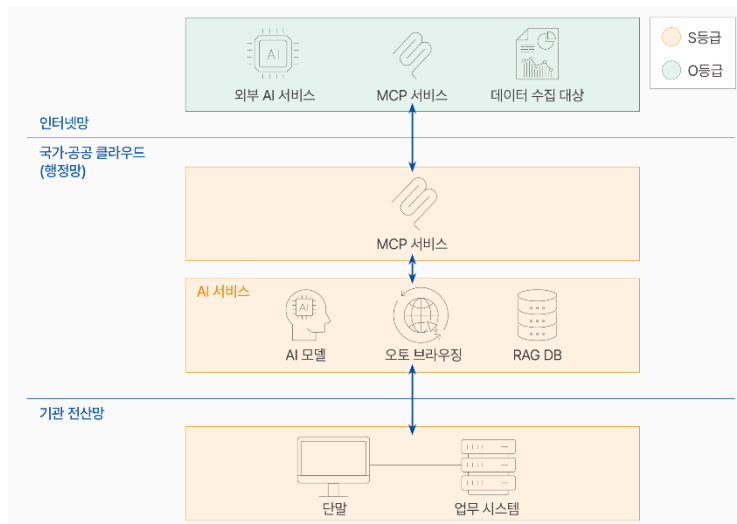 S등급
O등급
AI
외부 AI 서비스
MCP 서비스
데이터 수집 대상
인터넷망
국가·공공 클라우드
(행정망)
MCP 서비스
AI 서비스
AI
AI 모델
오토 브라우징
RAG DB
기관 전산망
단말
업무 시스템